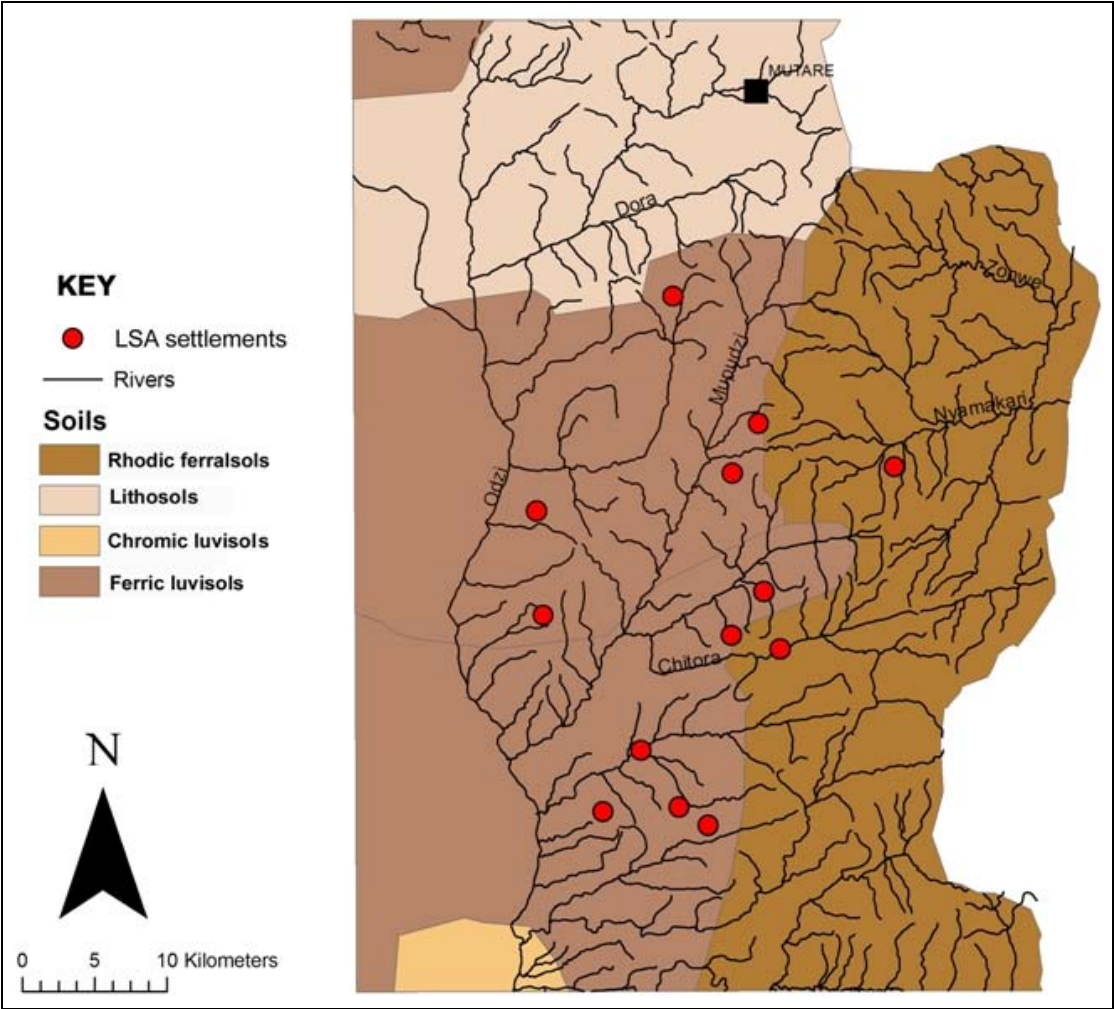 MUTARE
Dora
Zonwe
Mupudzi
Nyamakari
Odzi
Chitora
KEY
LSA settlements
Rivers
Soils
Rhodic ferralsols
Lithosols
Chromic luvisols
Ferric luvisols
N
0 5 10 Kilometers